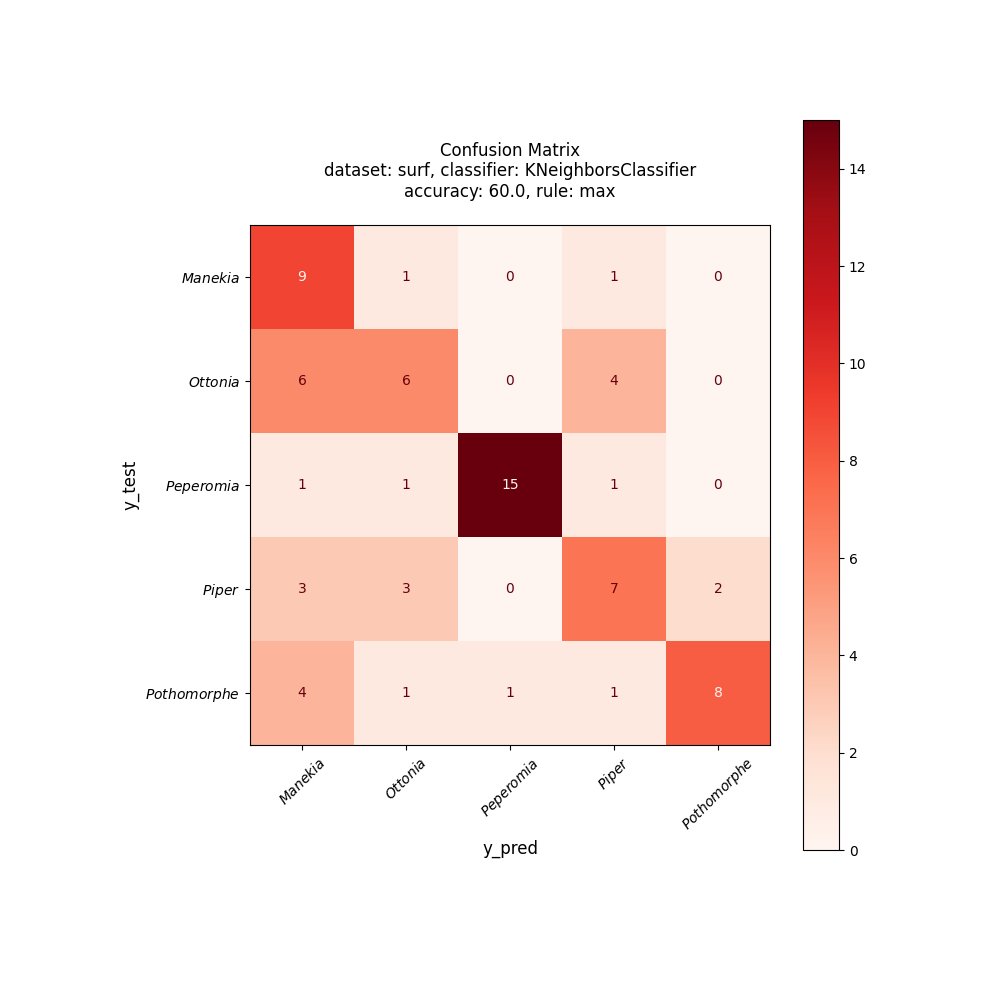 Confusion Matrix
dataset: surf, classifier: KNeighborsClassifier
accuracy: 60.0, rule: max
Manekia 9 1 0 1 0
Ottonia 6 6 0 4 0
Peperomia 1 1 15 1 0
Piper 3 3 0 7 2
Pothomorphe 4 1 1 1 8
Manekia Ottonia Peperomia Piper Pothomorphe
y_test
y_pred
14
12
10
8
6
4
2
0